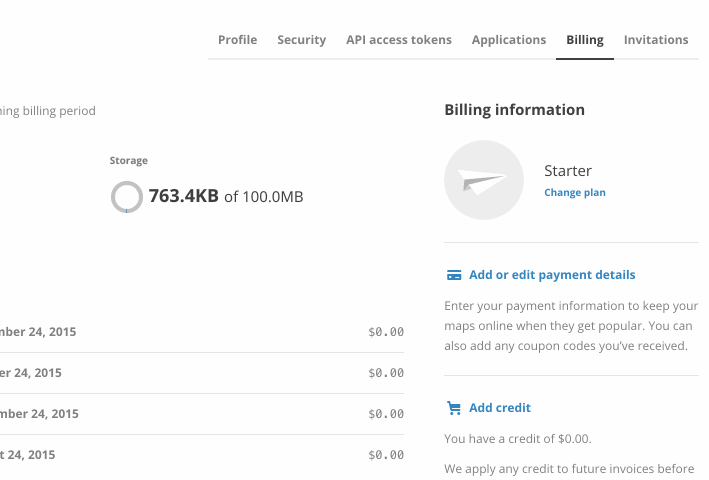 Profile Security API access tokens Applications Billing Invitations
ning billing period
Storage
763.4KB of 100.0MB
nber 24, 2015 $0.00
er 24, 2015 $0.00
mber 24, 2015 $0.00
t 24, 2015 $0.00
Billing information
Starter
Change plan
Add or edit payment details
Enter your payment information to keep your
maps online when they get popular. You can
also add any coupon codes you’ve received.
Add credit
You have a credit of $0.00.
We apply any credit to future invoices before